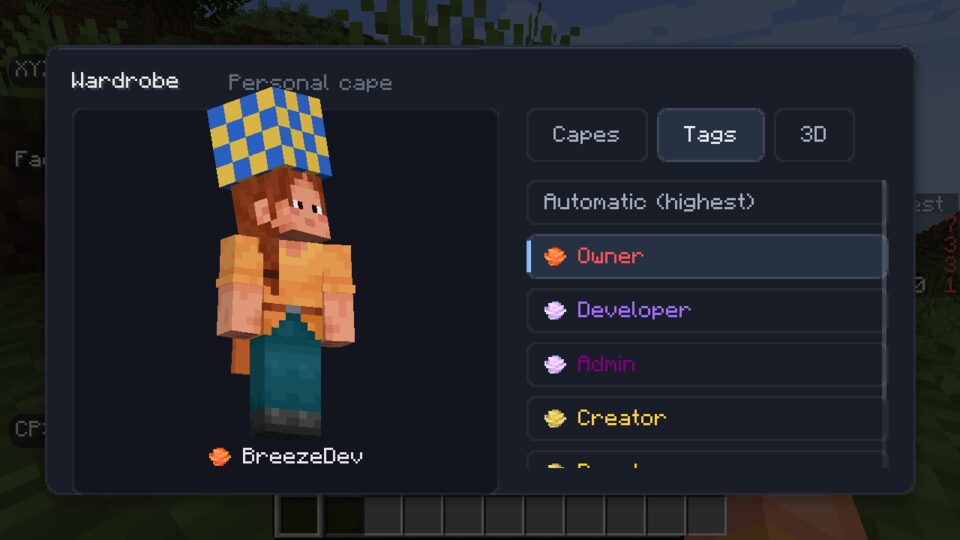 Wardrobe
Personal cape
Capes
Tags
3D
Automatic (highest)
Owner
Developer
Admin
Creator
BreezeDev